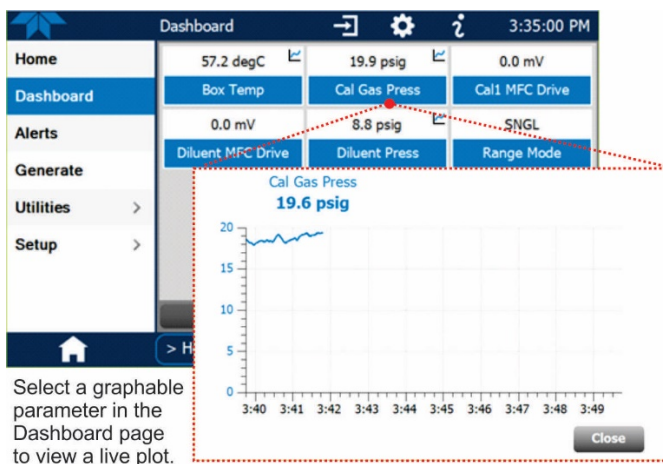 Dashboard 3:35:00 PM
Home
Dashboard
Alerts
Generate
Utilities >
Setup >
57.2 degC
Box Temp
19.9 psig
Cal Gas Press
0.0 mV
Cal1 MFC Drive
0.0 mV
Diluent MFC Drive
8.8 psig
Diluent Press
SNGL
Range Mode
> H
Cal Gas Press
19.6 psig
20
15
10
5
0
3:40 3:41 3:42 3:43 3:44 3:45 3:46 3:47 3:48 3:49
Close
Select a graphable
parameter in the
Dashboard page
to view a live plot.